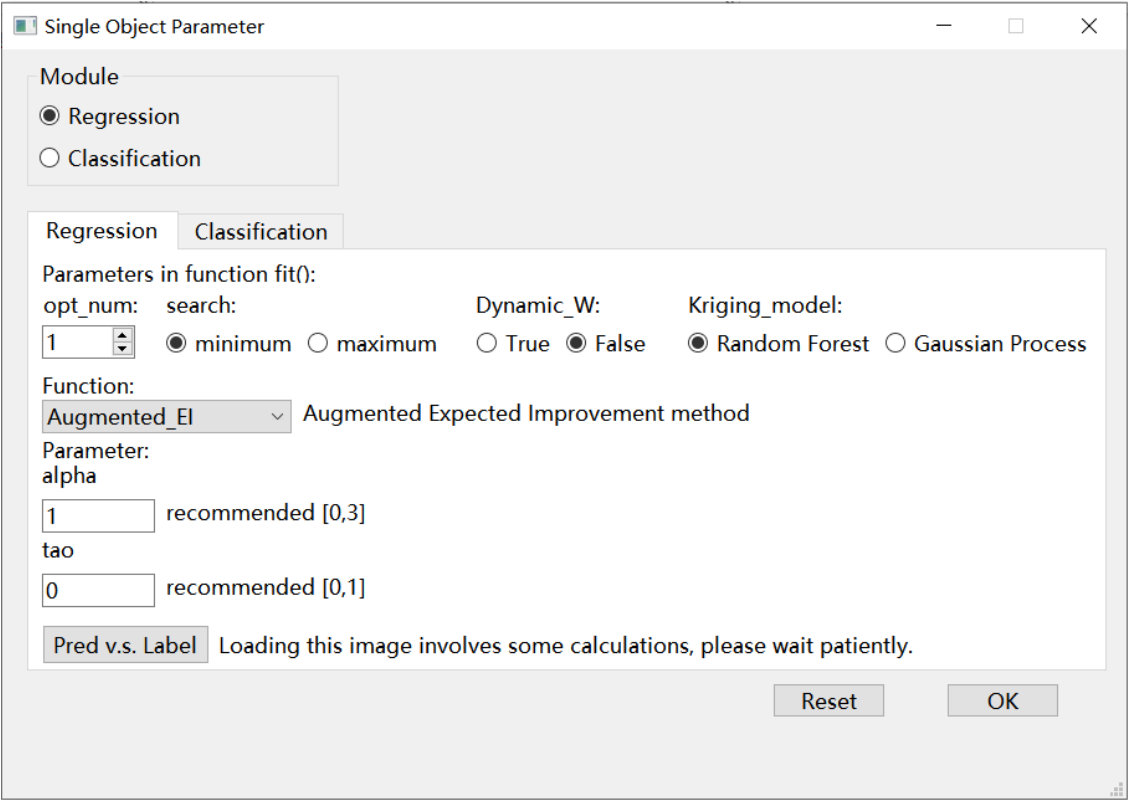 Single Object Parameter
Module
Regression
Classification
Regression Classification
Parameters in function fit():
opt_num: search: Dynamic_W: Kriging_model:
1 minimum maximum True False Random Forest Gaussian Process
Function:
Augmented_EI Augmented Expected Improvement method
Parameter:
alpha
1 recommended [0,3]
tao
0 recommended [0,1]
Pred v.s. Label Loading this image involves some calculations, please wait patiently.
Reset OK